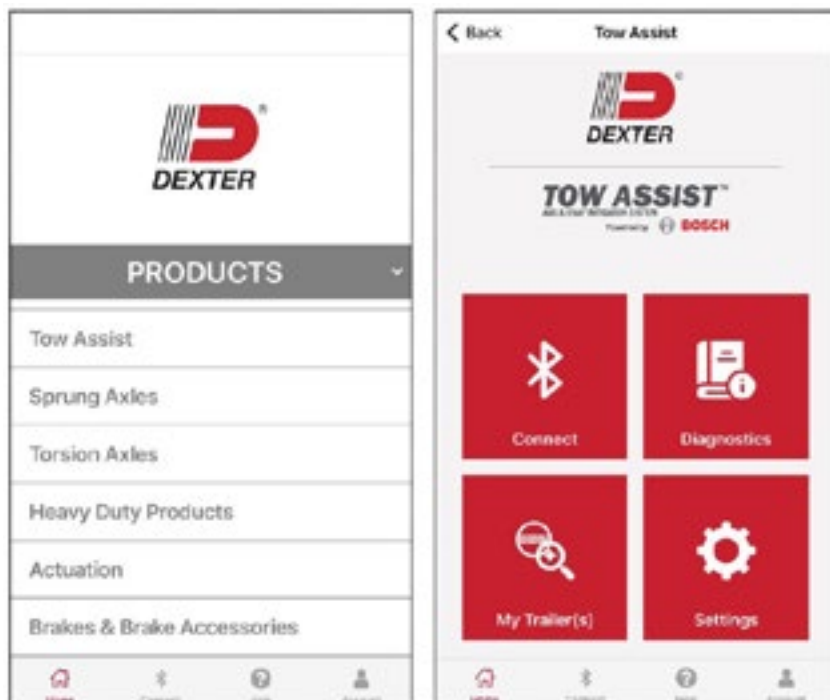 DEXTER
PRODUCTS
Tow Assist
Sprung Axles
Torsion Axles
Heavy Duty Products
Actuation
Brakes & Brake Accessories
Back
Tow Assist
DEXTER
TOW ASSIST™
BOSCH
Connect
Diagnostics
My Trailer(s)
Settings